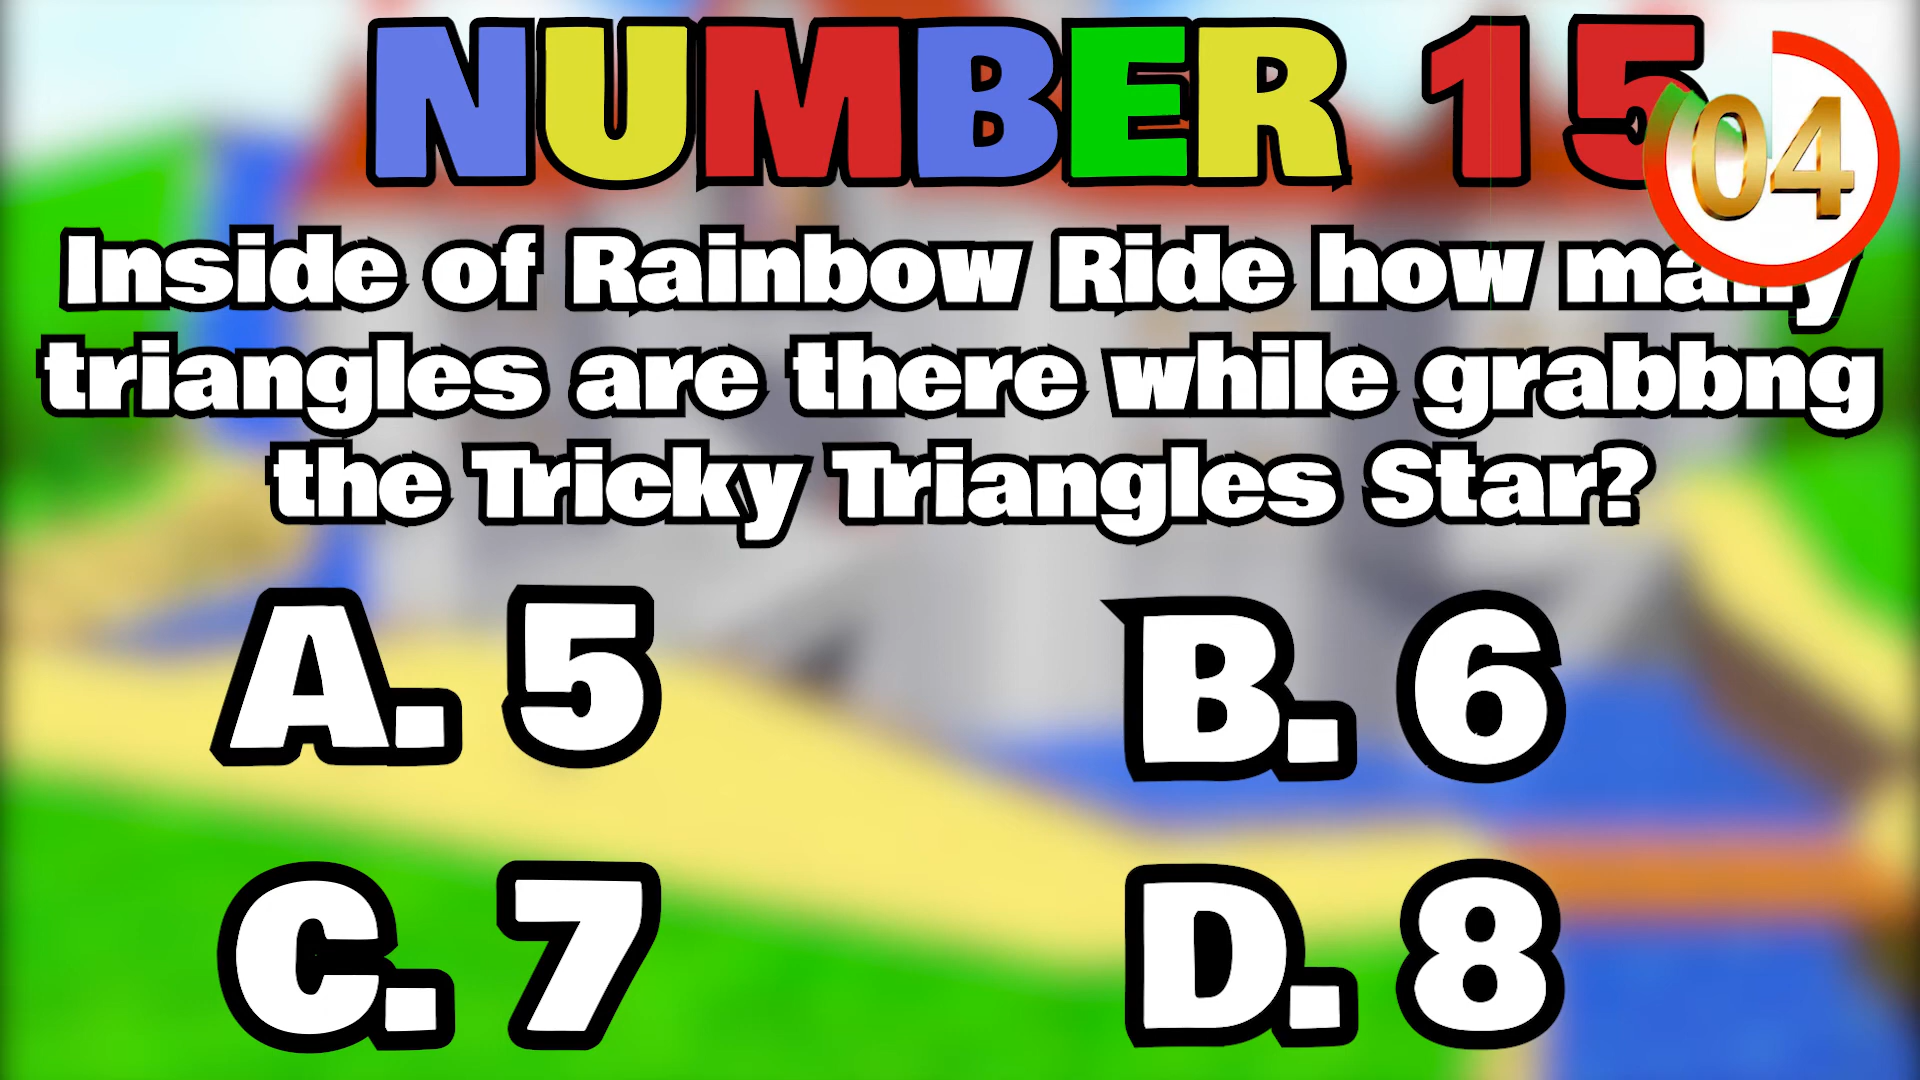 NUMBER 15
04
Inside of Rainbow Ride how many
triangles are there while grabbng
the Tricky Triangles Star?
A. 5
B. 6
C. 7
D. 8